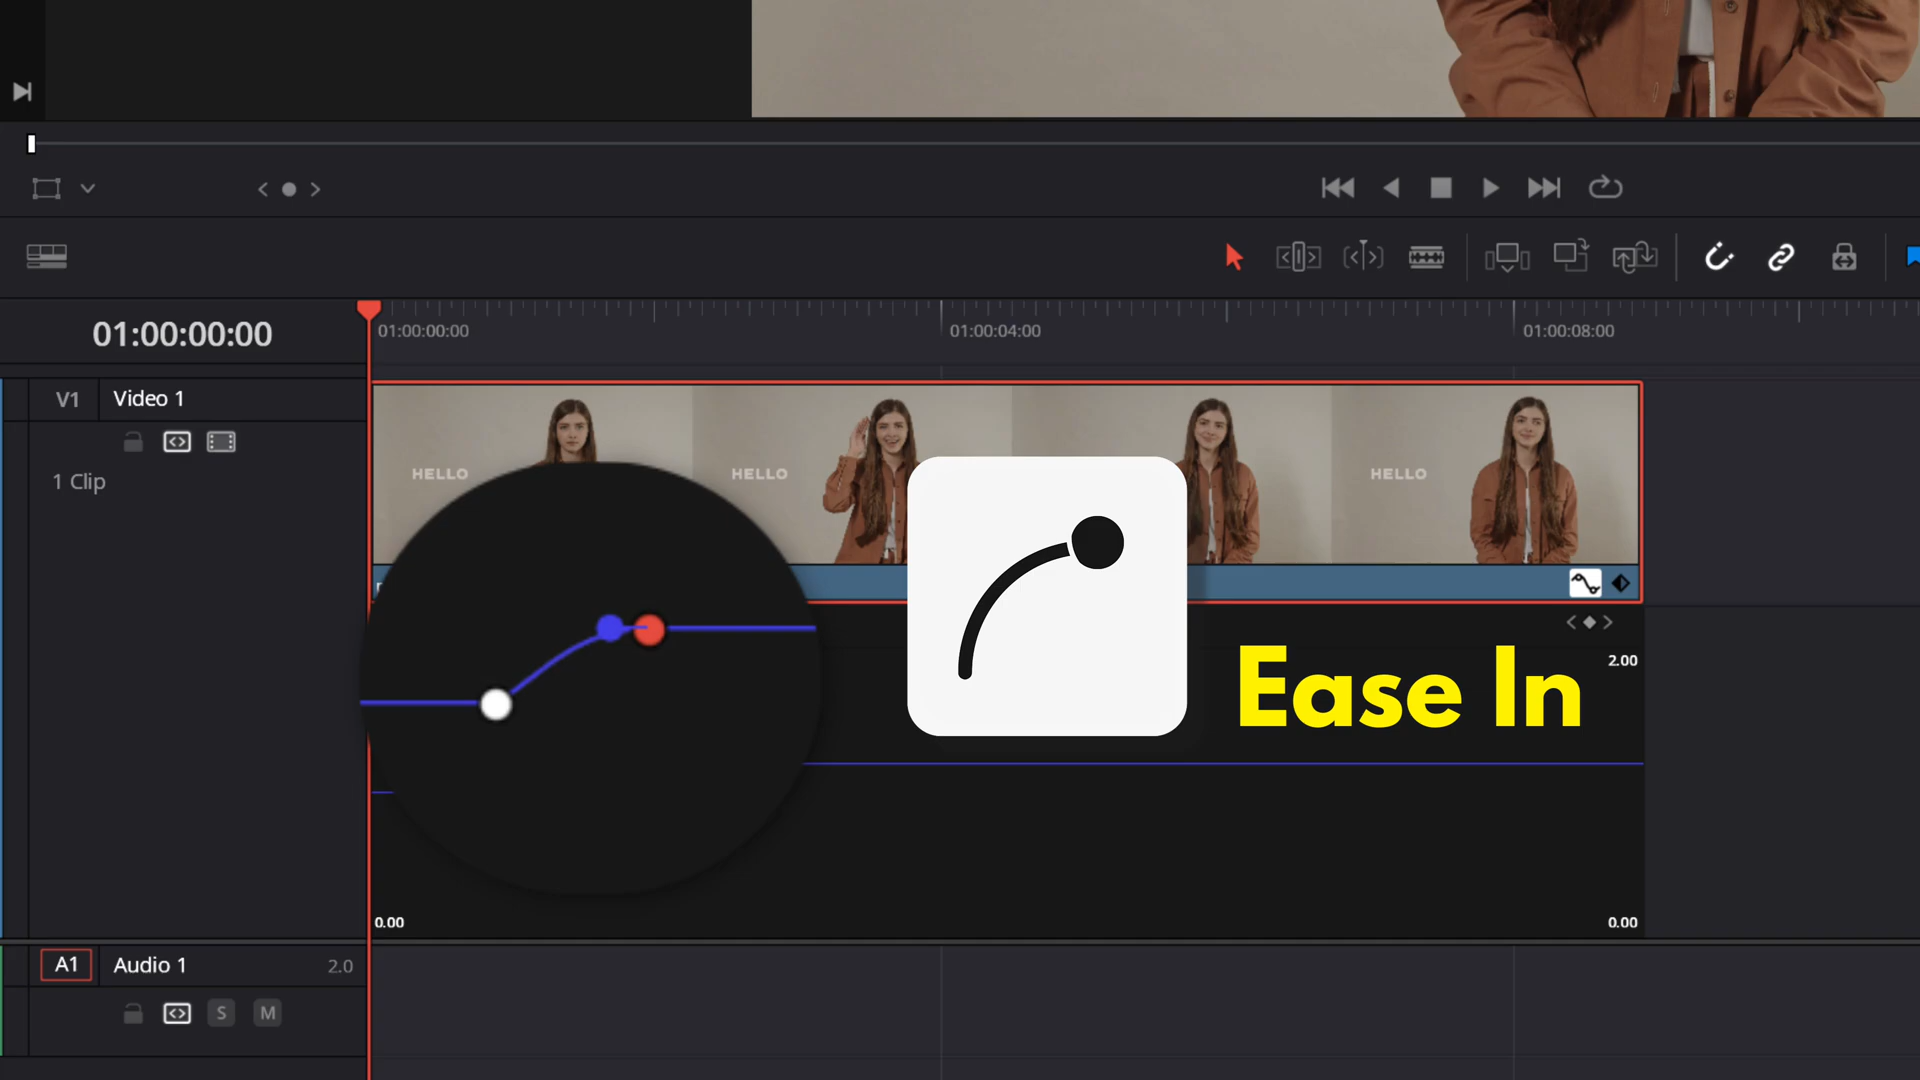 01:00:00:00
01:00:00:00
01:00:04:00
01:00:08:00
V1
Video 1
1 Clip
HELLO
HELLO
HELLO
Ease In
2.00
0.00
0.00
A1
Audio 1
2.0
S
M